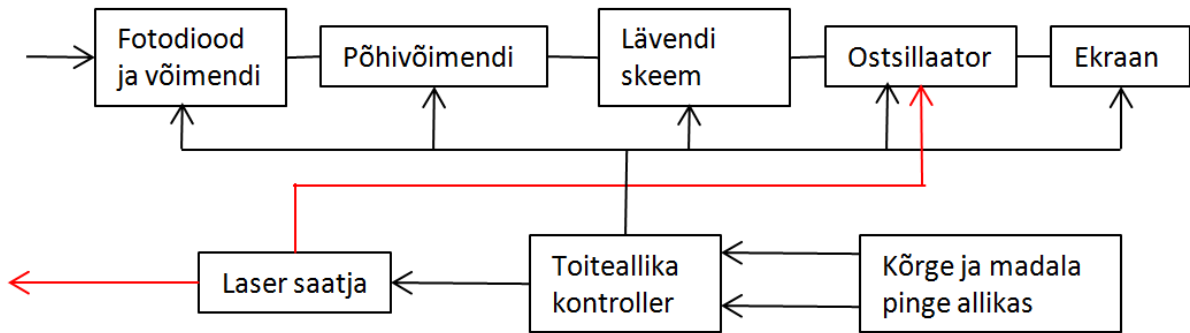 Fotodiood
ja võimendi
Põhivõimendi
Lävendi
skeem
Ostsillaator
Ekraan
Laser saatja
Toiteallika
kontroller
Kõrge ja madala
pinge allikas